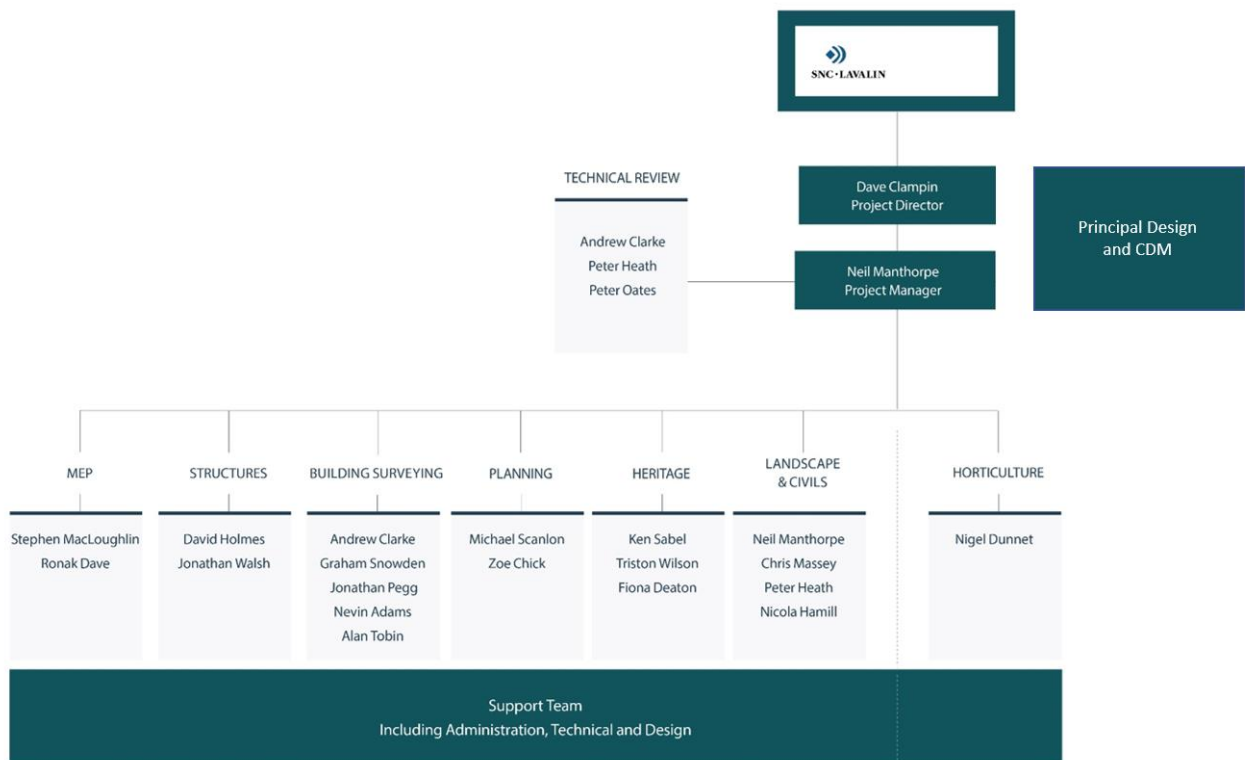 SNC·LAVALIN
TECHNICAL REVIEW
Andrew Clarke
Peter Heath
Peter Oates
Dave Clampin
Project Director
Neil Manthorpe
Project Manager
Principal Design
and CDM
MEP
Stephen MacLoughlin
Ronak Dave
STRUCTURES
David Holmes
Jonathan Walsh
BUILDING SURVEYING
Andrew Clarke
Graham Snowden
Jonathan Pegg
Nevin Adams
Alan Tobin
PLANNING
Michael Scanlon
Zoe Chick
HERITAGE
Ken Sabel
Triston Wilson
Fiona Deaton
LANDSCAPE
& CIVILS
Neil Manthorpe
Chris Massey
Peter Heath
Nicola Hamill
HORTICULTURE
Nigel Dunnet
Support Team
Including Administration, Technical and Design